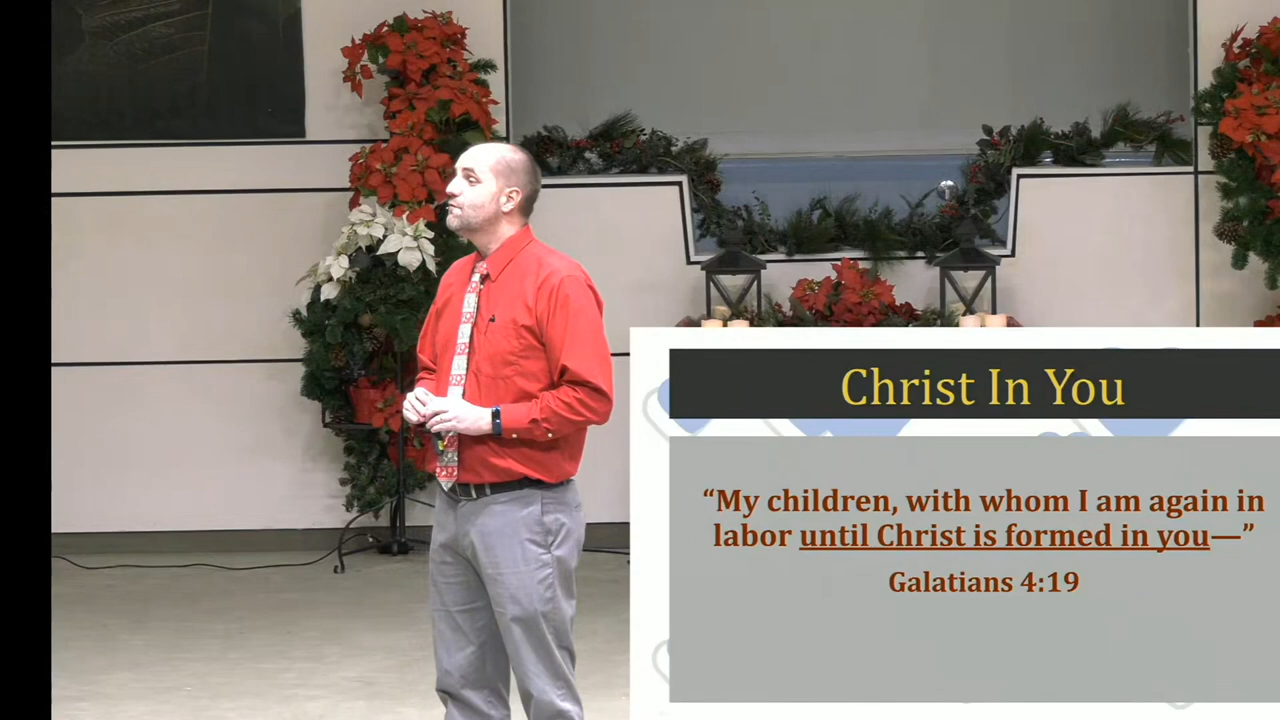 Christ In You
“My children, with whom I am again in
labor until Christ is formed in you—”
Galatians 4:19